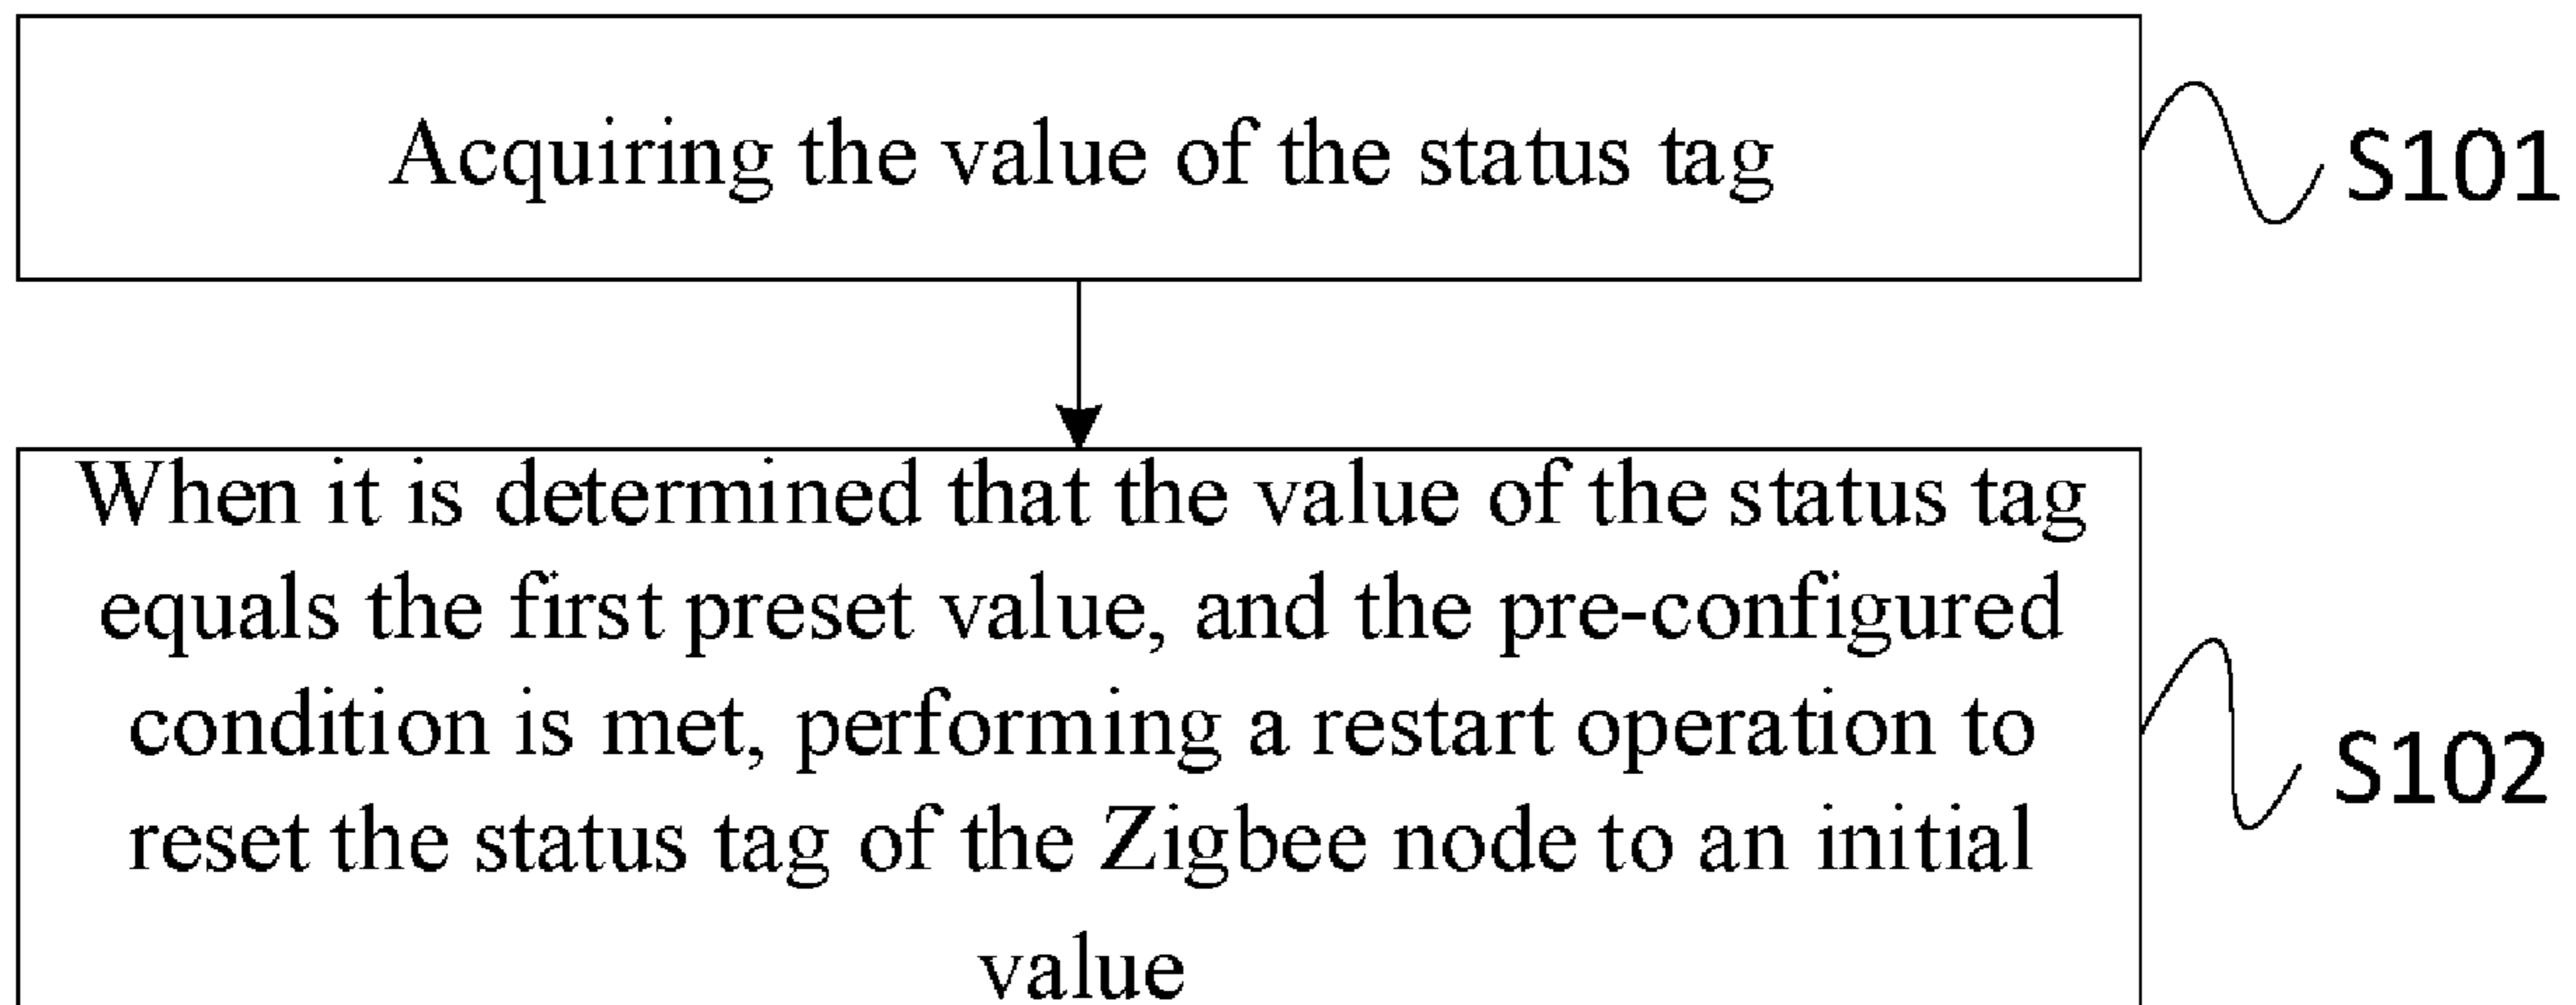 Acquiring the value of the status tag
S101
When it is determined that the value of the status tag
equals the first preset value, and the pre-configured
condition is met, performing a restart operation to
reset the status tag of the Zigbee node to an initial
value
S102